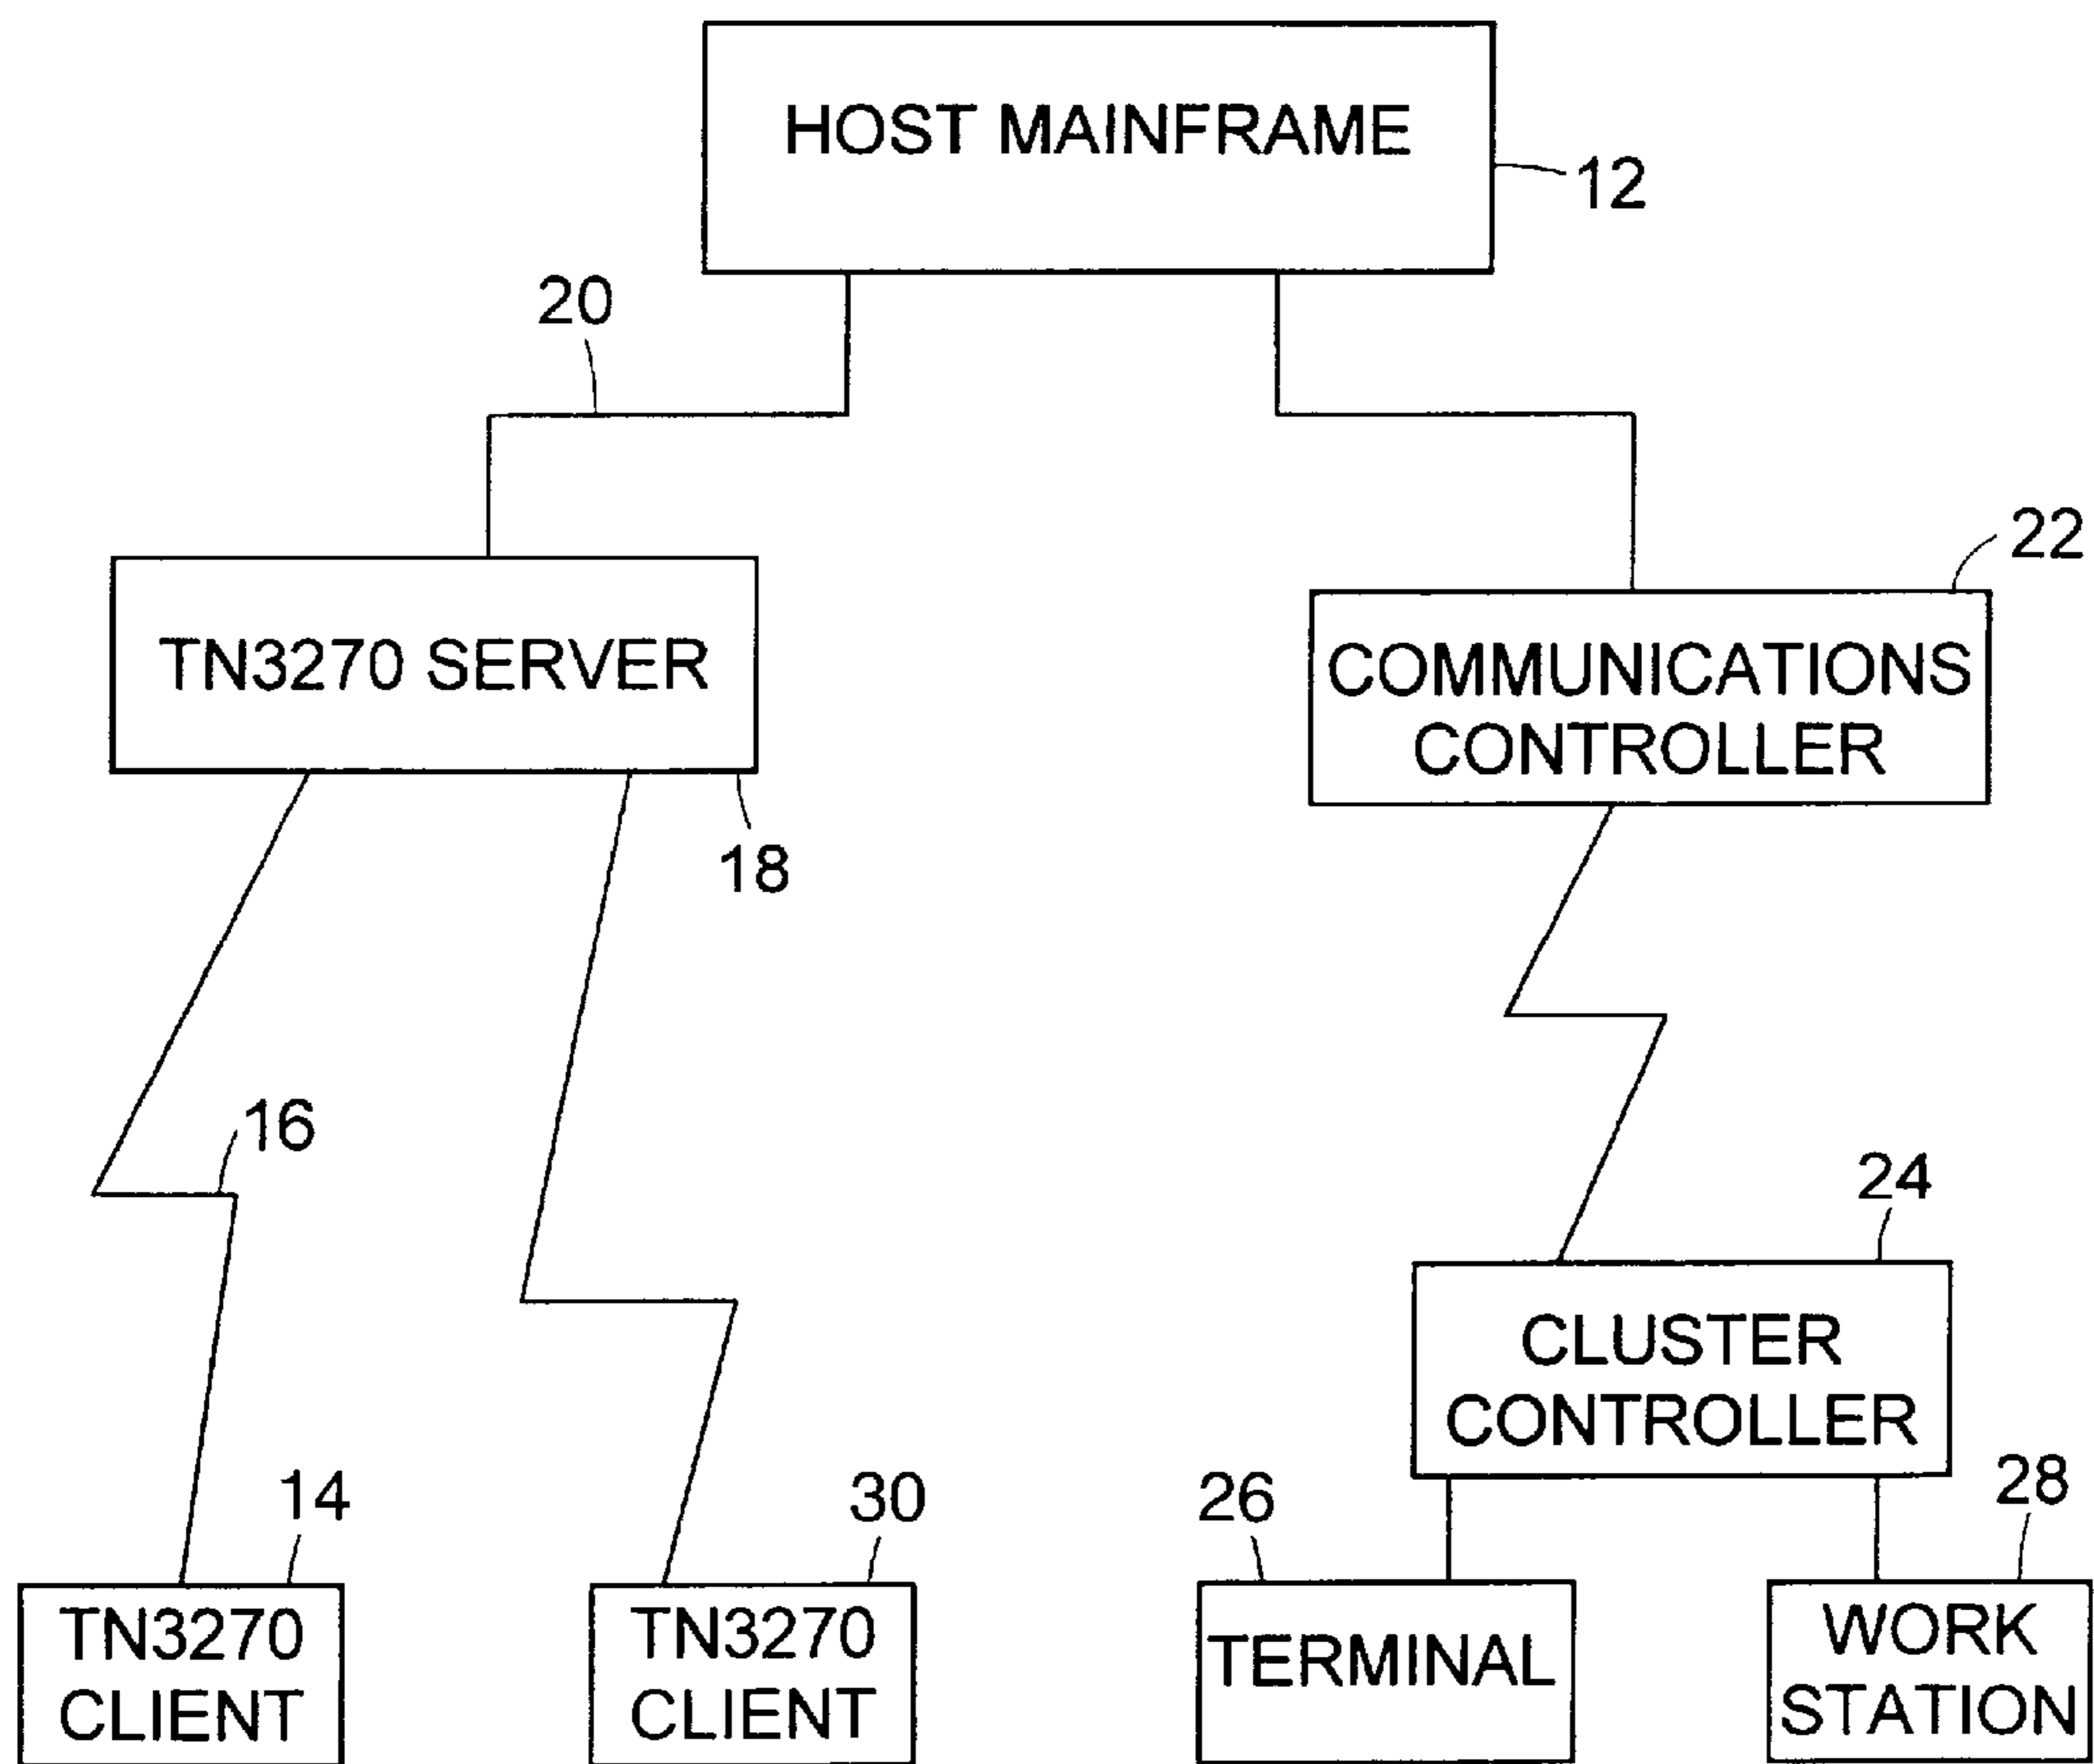 HOST MAINFRAME
12
20
22
TN3270 SERVER
COMMUNICATIONS
CONTROLLER
18
16
24
CLUSTER
CONTROLLER
14
30
26
28
TN3270
CLIENT
TN3270
CLIENT
TERMINAL
WORK
STATION